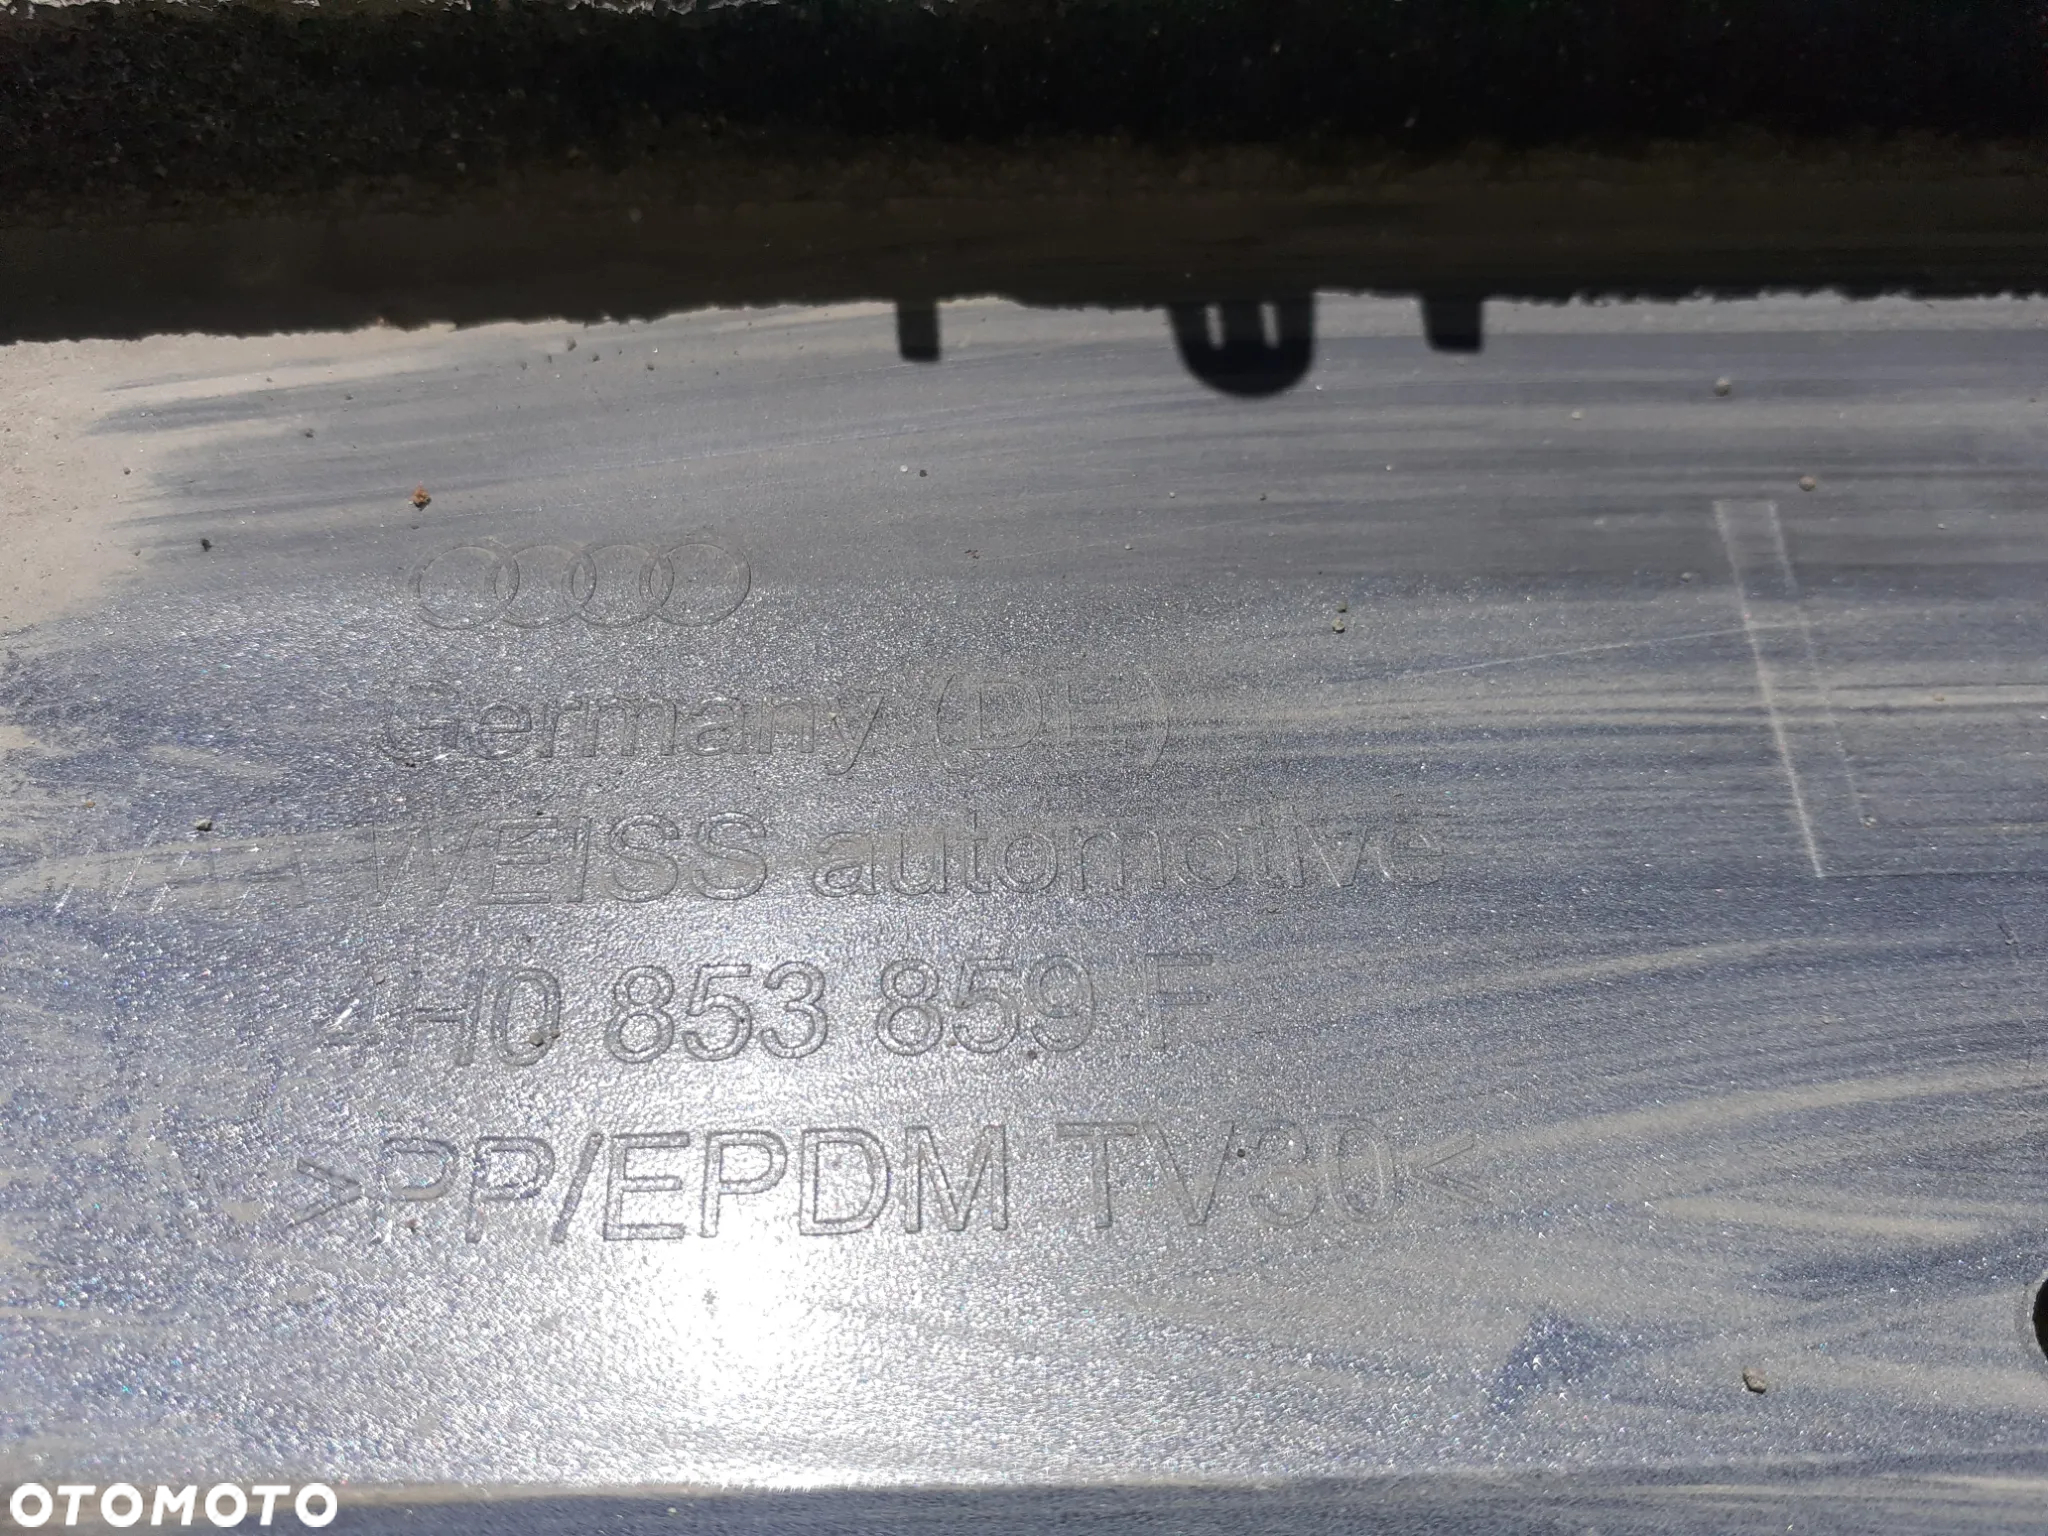 Germany (DE)
WEISS automotive
4H0 853 859 F
>PP/EPDM TV30<
OTOMOTO